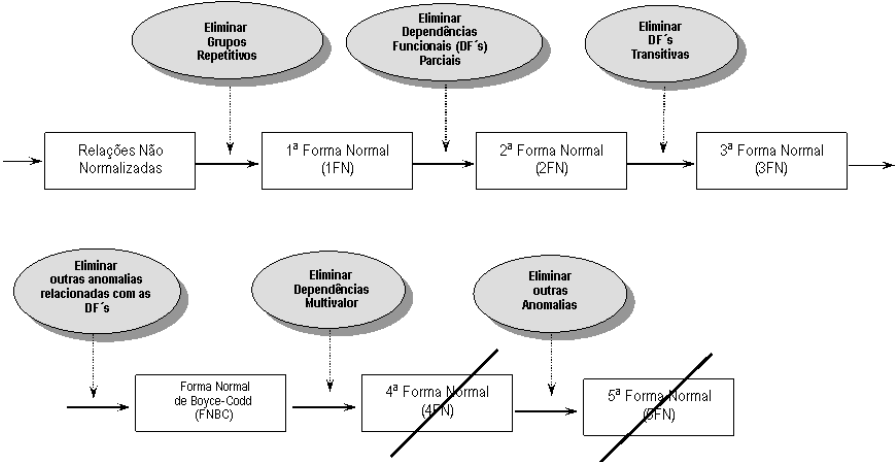 Eliminar
Grupos
Repetitivos
Eliminar
Dependências
Funcionais (DF´s)
Parciais
Eliminar
DF´s
Transitivas
Relações Não
Normalizadas
1ª Forma Normal
(1FN)
2ª Forma Normal
(2FN)
3ª Forma Normal
(3FN)
Eliminar
outras anomalias
relacionadas com as
DF´s
Eliminar
Dependências
Multivalor
Eliminar
outras
Anomalias
Forma Normal
de Boyce-Codd
(FNBC)
4ª Forma Normal
(4FN)
5ª Forma Normal
(5FN)